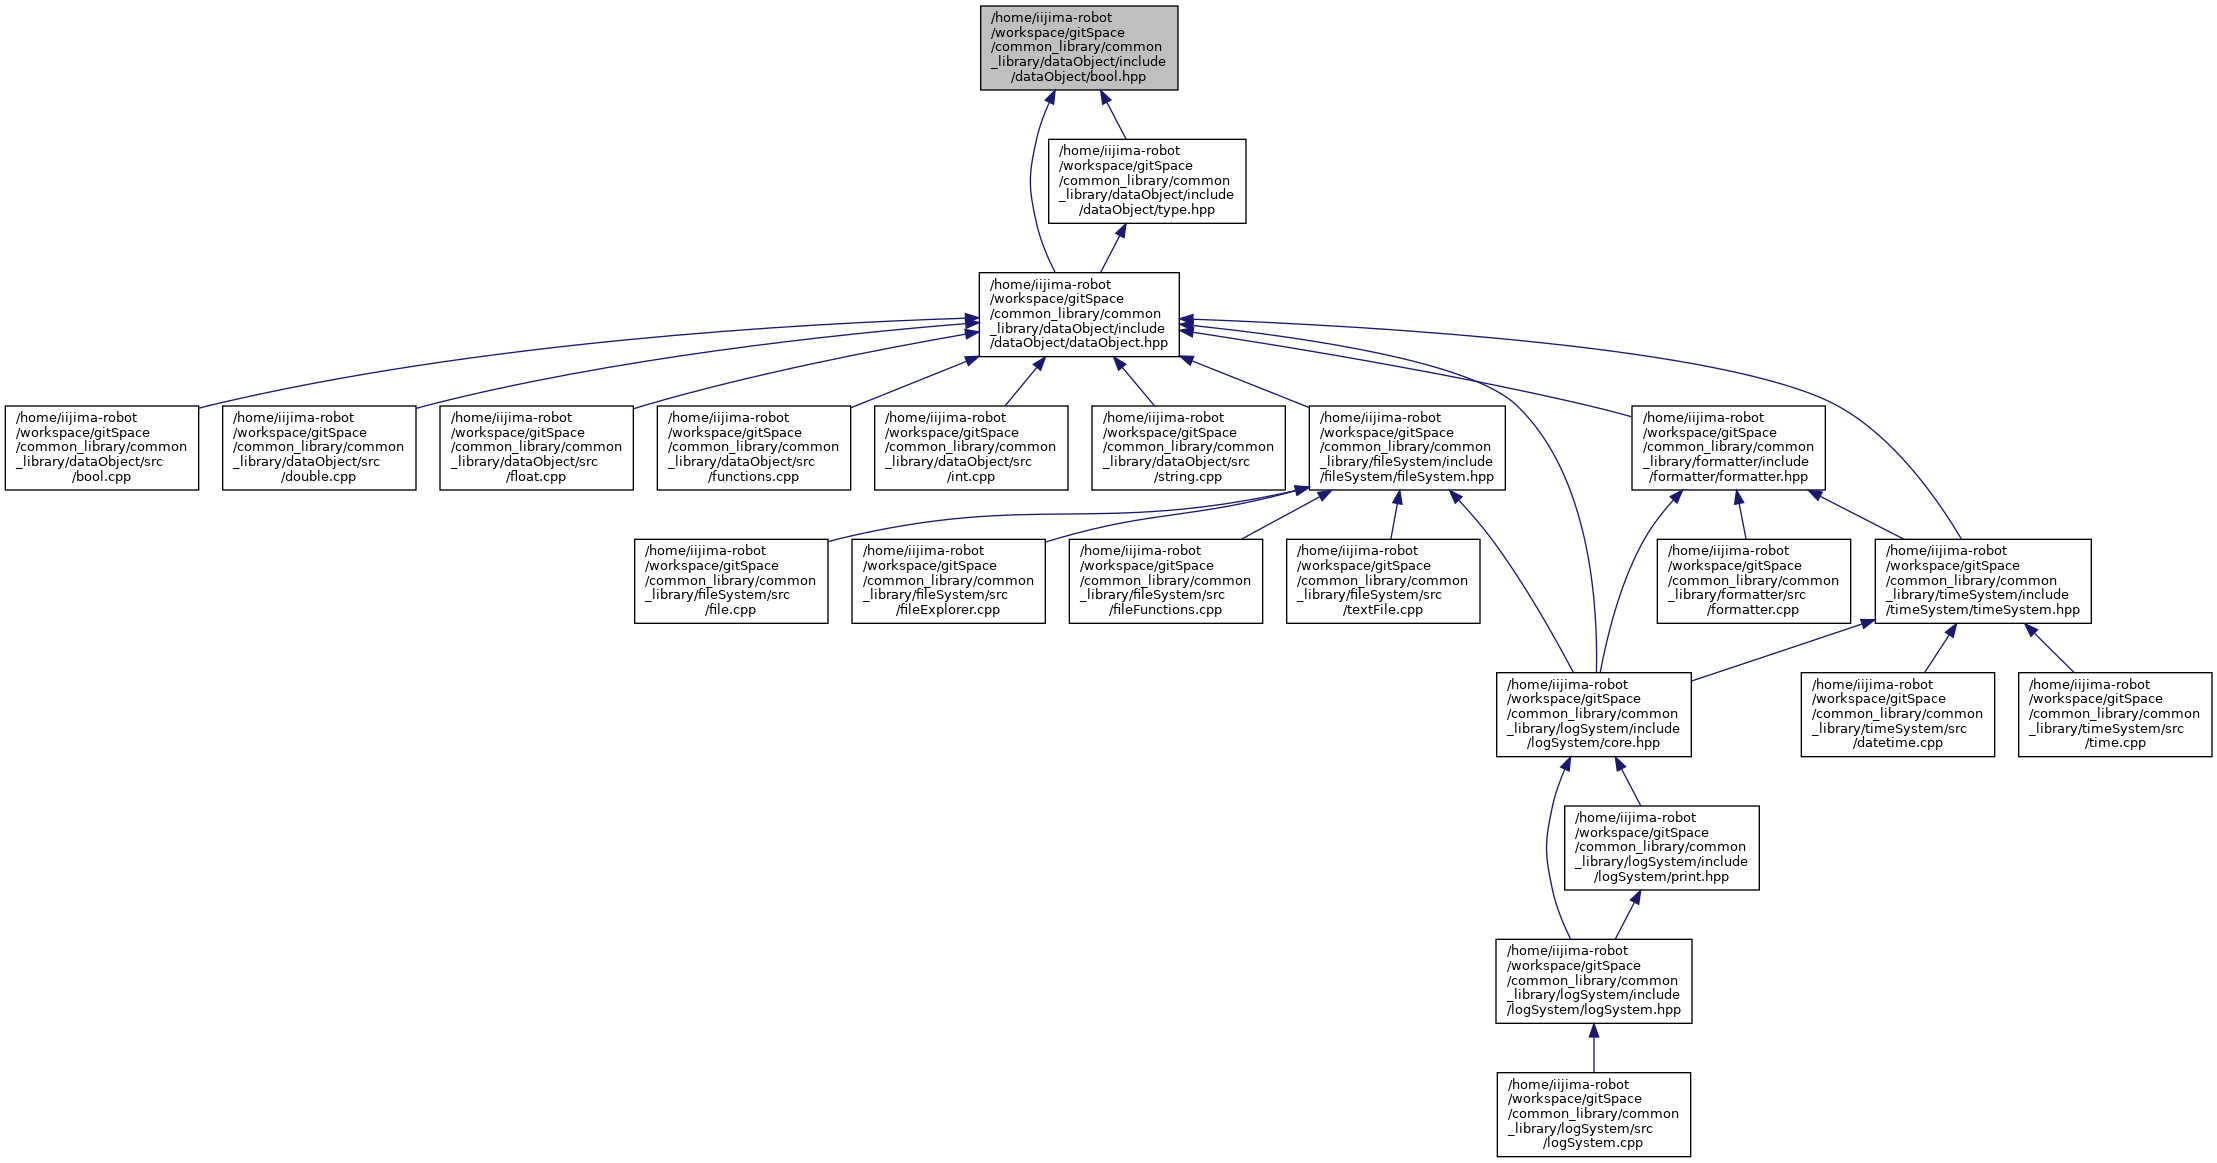 /home/iijima-robot
/workspace/gitSpace
/common_library/common
_library/dataObject/include
/dataObject/bool.hpp
/home/iijima-robot
/workspace/gitSpace
/common_library/common
_library/dataObject/include
/dataObject/type.hpp
/home/iijima-robot
/workspace/gitSpace
/common_library/common
_library/dataObject/include
/dataObject/dataObject.hpp
/home/iijima-robot
/workspace/gitSpace
/common_library/common
_library/dataObject/src
/bool.cpp
/home/iijima-robot
/workspace/gitSpace
/common_library/common
_library/dataObject/src
/double.cpp
/home/iijima-robot
/workspace/gitSpace
/common_library/common
_library/dataObject/src
/float.cpp
/home/iijima-robot
/workspace/gitSpace
/common_library/common
_library/dataObject/src
/functions.cpp
/home/iijima-robot
/workspace/gitSpace
/common_library/common
_library/dataObject/src
/int.cpp
/home/iijima-robot
/workspace/gitSpace
/common_library/common
_library/dataObject/src
/string.cpp
/home/iijima-robot
/workspace/gitSpace
/common_library/common
_library/fileSystem/include
/fileSystem/fileSystem.hpp
/home/iijima-robot
/workspace/gitSpace
/common_library/common
_library/formatter/include
/formatter/formatter.hpp
/home/iijima-robot
/workspace/gitSpace
/common_library/common
_library/fileSystem/src
/file.cpp
/home/iijima-robot
/workspace/gitSpace
/common_library/common
_library/fileSystem/src
/fileExplorer.cpp
/home/iijima-robot
/workspace/gitSpace
/common_library/common
_library/fileSystem/src
/fileFunctions.cpp
/home/iijima-robot
/workspace/gitSpace
/common_library/common
_library/fileSystem/src
/textFile.cpp
/home/iijima-robot
/workspace/gitSpace
/common_library/common
_library/formatter/src
/formatter.cpp
/home/iijima-robot
/workspace/gitSpace
/common_library/common
_library/timeSystem/include
/timeSystem/timeSystem.hpp
/home/iijima-robot
/workspace/gitSpace
/common_library/common
_library/logSystem/include
/logSystem/core.hpp
/home/iijima-robot
/workspace/gitSpace
/common_library/common
_library/timeSystem/src
/datetime.cpp
/home/iijima-robot
/workspace/gitSpace
/common_library/common
_library/timeSystem/src
/time.cpp
/home/iijima-robot
/workspace/gitSpace
/common_library/common
_library/logSystem/include
/logSystem/print.hpp
/home/iijima-robot
/workspace/gitSpace
/common_library/common
_library/logSystem/include
/logSystem/logSystem.hpp
/home/iijima-robot
/workspace/gitSpace
/common_library/common
_library/logSystem/src
/logSystem.cpp